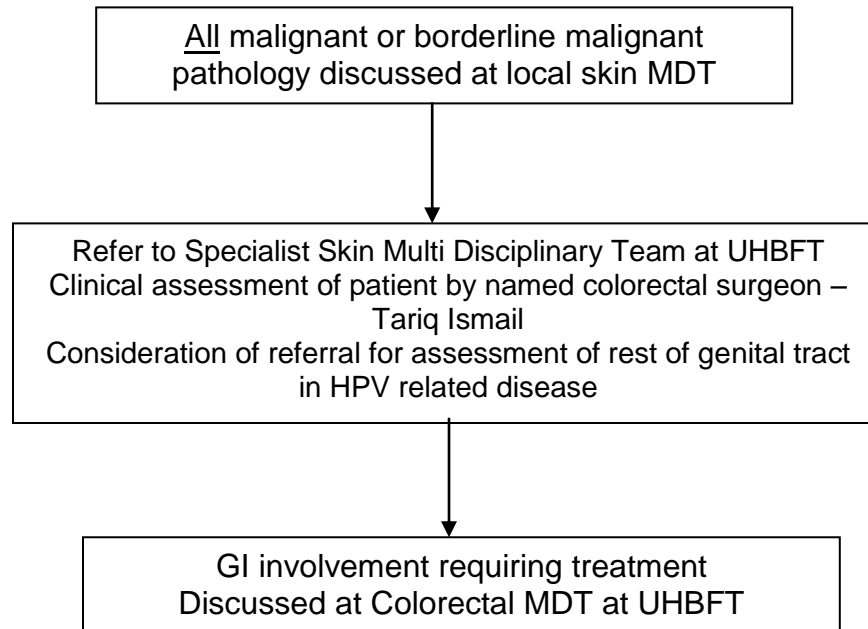 All malignant or borderline malignant
pathology discussed at local skin MDT
Refer to Specialist Skin Multi Disciplinary Team at UHBFT
Clinical assessment of patient by named colorectal surgeon –
Tariq Ismail
Consideration of referral for assessment of rest of genital tract
in HPV related disease
GI involvement requiring treatment
Discussed at Colorectal MDT at UHBFT